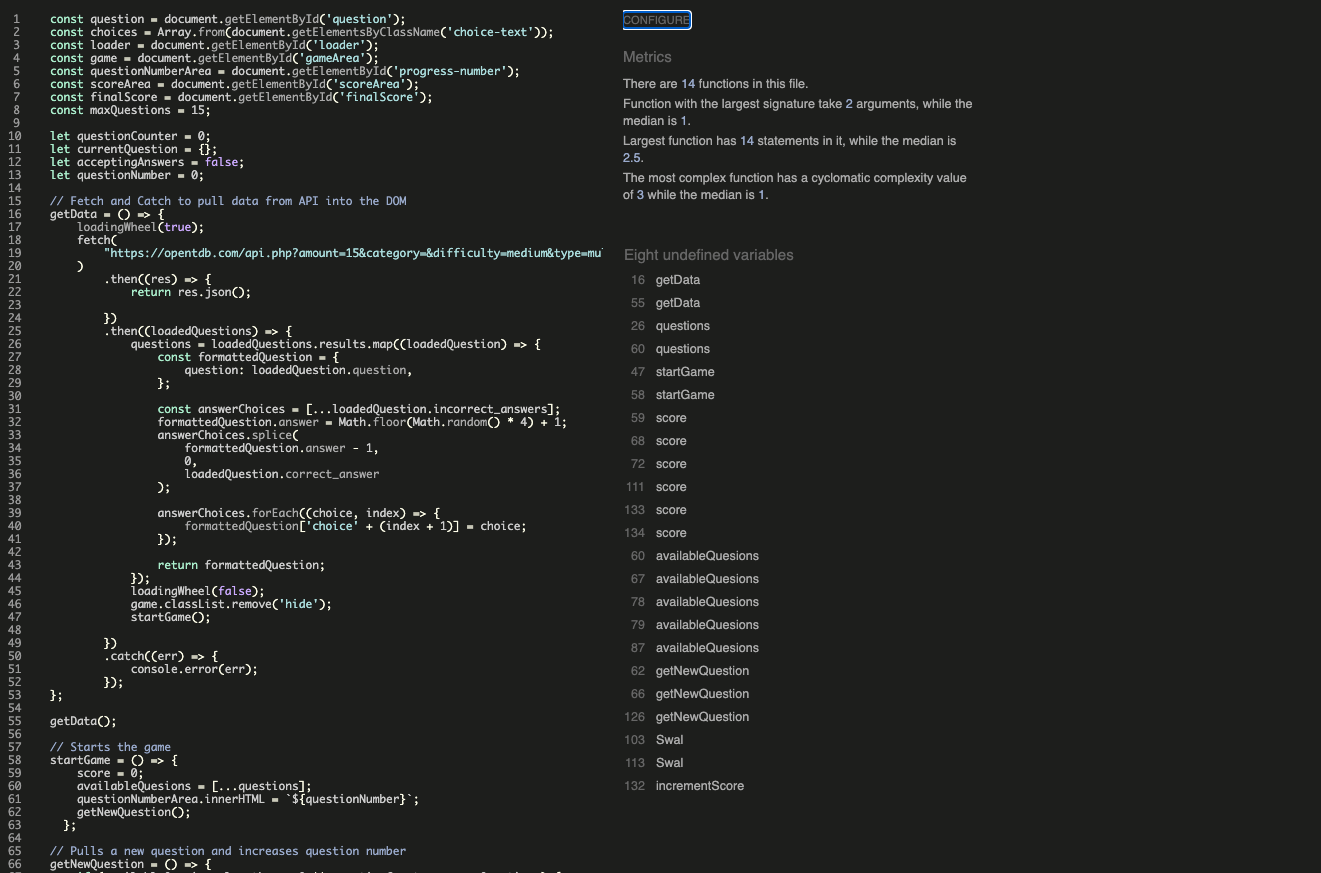 1 const question = document.getElementById('question');
2 const choices = Array.from(document.getElementsByClassName('choice-text'));
3 const loader = document.getElementById('loader');
4 const game = document.getElementById('gameArea');
5 const questionNumberArea = document.getElementById('progress-number');
6 const scoreArea = document.getElementById('scoreArea');
7 const finalScore = document.getElementById('finalScore');
8 const maxQuestions = 15;
9
10 let questionCounter = 0;
11 let currentQuestion = {};
12 let acceptingAnswers = false;
13 let questionNumber = 0;
14
15 // Fetch and Catch to pull data from API into the DOM
16 getData = () => {
17 loadingWheel(true);
18 fetch(
19 "https://opentdb.com/api.php?amount=15&category=&difficulty=medium&type=mu
20 )
21 .then((res) => {
22 return res.json();
23
24 })
25 .then((loadedQuestions) => {
26 questions = loadedQuestions.results.map((loadedQuestion) => {
27 const formattedQuestion = {
28 question: loadedQuestion.question,
29 };
30
31 const answerChoices = [...loadedQuestion.incorrect_answers];
32 formattedQuestion.answer = Math.floor(Math.random() * 4) + 1;
33 answerChoices.splice(
34 formattedQuestion.answer - 1,
35 0,
36 loadedQuestion.correct_answer
37 );
38
39 answerChoices.forEach((choice, index) => {
40 formattedQuestion['choice' + (index + 1)] = choice;
41 });
42
43 return formattedQuestion;
44 });
45 loadingWheel(false);
46 game.classList.remove('hide');
47 startGame();
48
49 })
50 .catch((err) => {
51 console.error(err);
52 });
53 };
54
55 getData();
56
57 // Starts the game
58 startGame = () => {
59 score = 0;
60 availableQuesions = [...questions];
61 questionNumberArea.innerHTML = `${questionNumber}`;
62 getNewQuestion();
63 };
64
65 // Pulls a new question and increases question number
66 getNewQuestion = () => {
CONFIGURE
Metrics
There are 14 functions in this file.
Function with the largest signature take 2 arguments, while the
median is 1.
Largest function has 14 statements in it, while the median is
2.5.
The most complex function has a cyclomatic complexity value
of 3 while the median is 1.
Eight undefined variables
16 getData
55 getData
26 questions
60 questions
47 startGame
58 startGame
59 score
68 score
72 score
111 score
133 score
134 score
60 availableQuesions
67 availableQuesions
78 availableQuesions
79 availableQuesions
87 availableQuesions
62 getNewQuestion
66 getNewQuestion
126 getNewQuestion
103 Swal
113 Swal
132 incrementScore